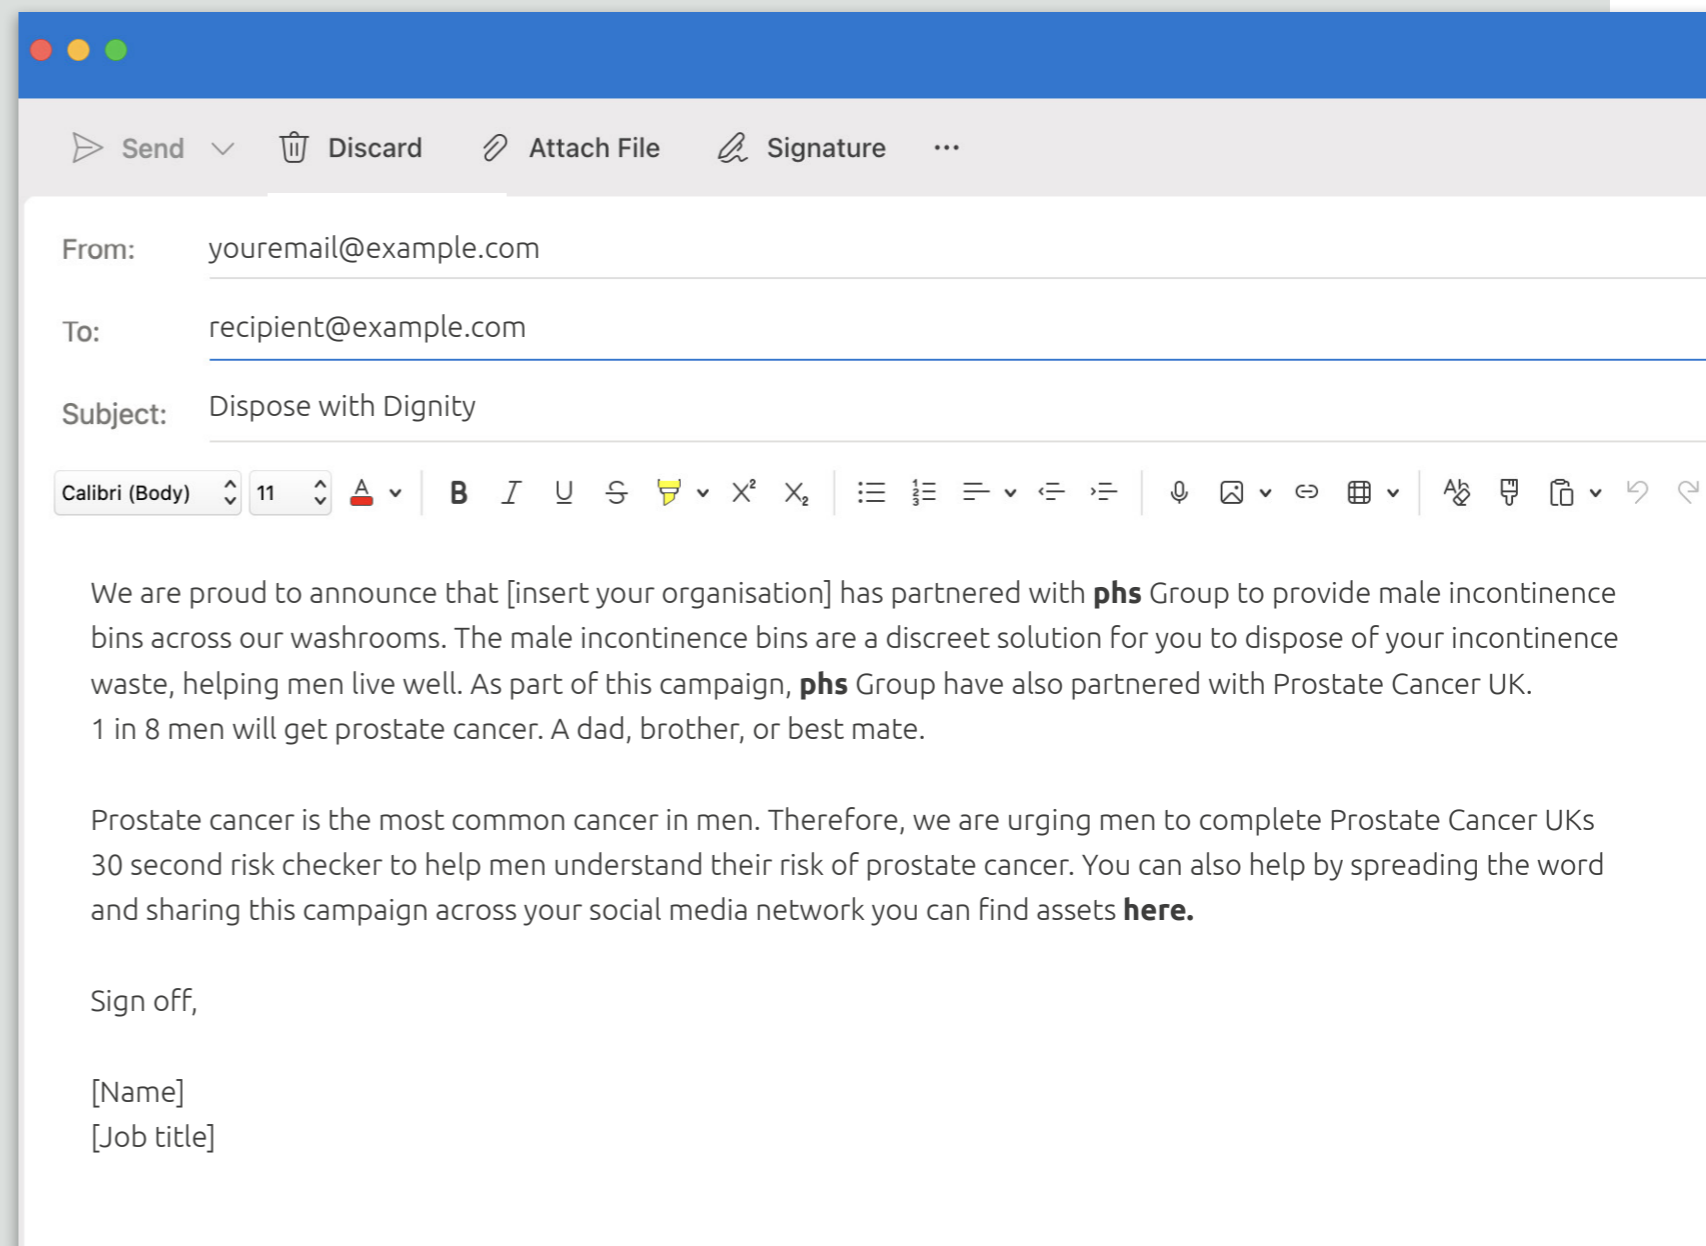 Send
Discard
Attach File
Signature
From:
youremail@example.com
To:
recipient@example.com
Subject:
Dispose with Dignity
Calibri (Body)
11
We are proud to announce that [insert your organisation] has partnered with phs Group to provide male incontinence
bins across our washrooms. The male incontinence bins are a discreet solution for you to dispose of your incontinence
waste, helping men live well. As part of this campaign, phs Group have also partnered with Prostate Cancer UK.
1 in 8 men will get prostate cancer. A dad, brother, or best mate.
Prostate cancer is the most common cancer in men. Therefore, we are urging men to complete Prostate Cancer UKs
30 second risk checker to help men understand their risk of prostate cancer. You can also help by spreading the word
and sharing this campaign across your social media network you can find assets here.
Sign off,
[Name]
[Job title]